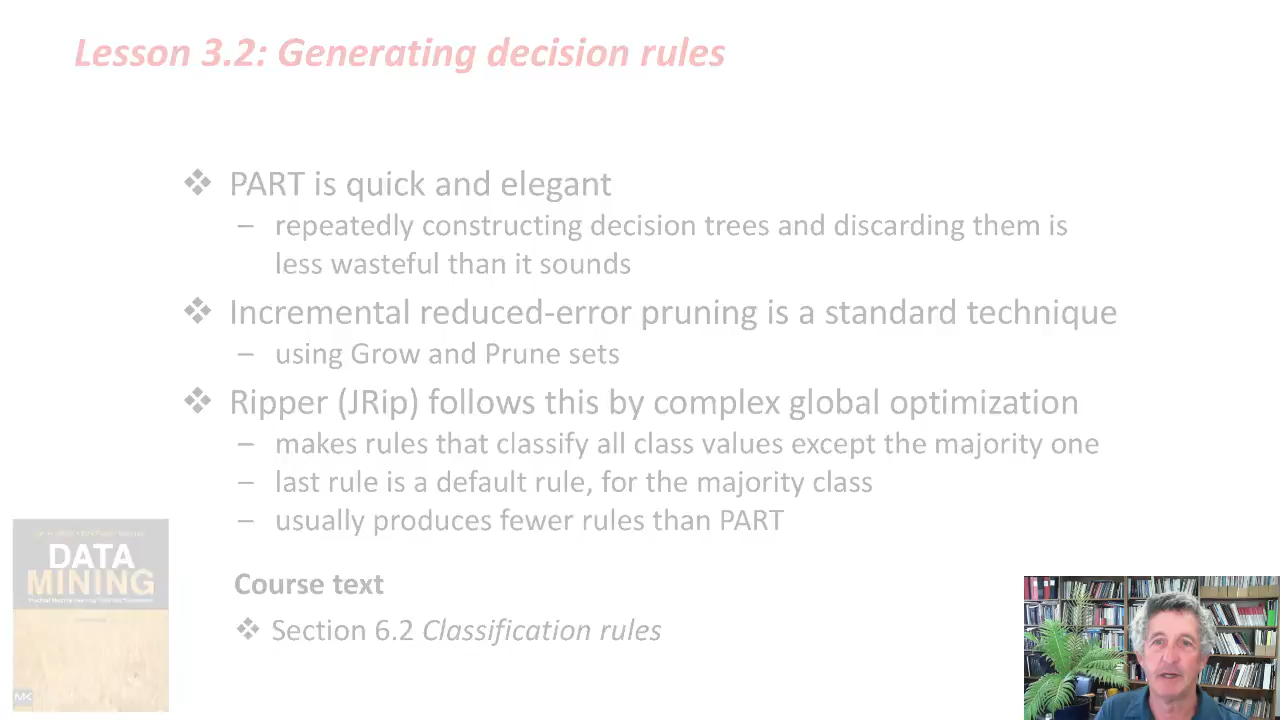 Lesson 3.2: Generating decision rules
❖ PART is quick and elegant
– repeatedly constructing decision trees and discarding them is
less wasteful than it sounds
❖ Incremental reduced-error pruning is a standard technique
– using Grow and Prune sets
❖ Ripper (JRip) follows this by complex global optimization
– makes rules that classify all class values except the majority one
– last rule is a default rule, for the majority class
– usually produces fewer rules than PART
DATA
MINING
MK
Course text
❖ Section 6.2 Classification rules